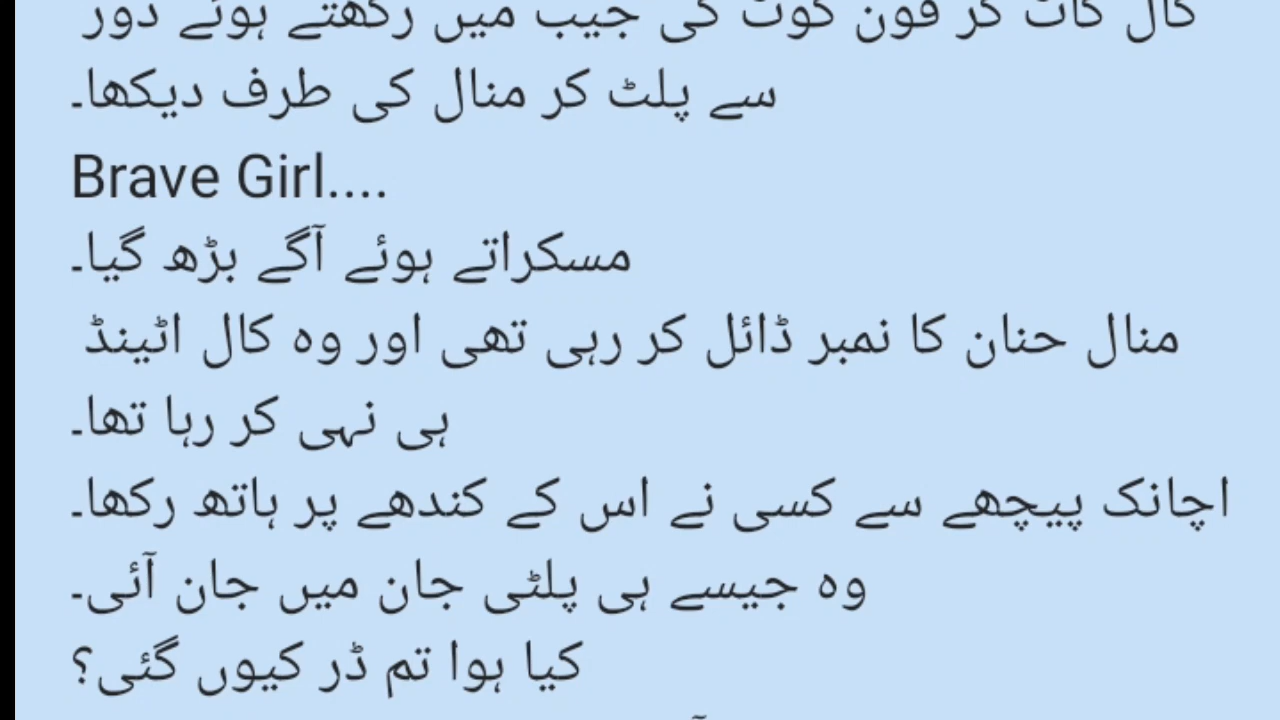 کال کاٹ کر فون کوٹ کی جیب میں رکھتے ہوئے دور
سے پلٹ کر منال کی طرف دیکھا۔
Brave Girl....
مسکراتے ہوئے آگے بڑھ گیا۔
منال حنان کا نمبر ڈائل کر رہی تھی اور وہ کال اٹینڈ
ہی نہی کر رہا تھا۔
اچانک پیچھے سے کسی نے اس کے کندھے پر ہاتھ رکھا۔
وہ جیسے ہی پلٹی جان میں جان آئی۔
کیا ہوا تم ڈر کیوں گئی؟